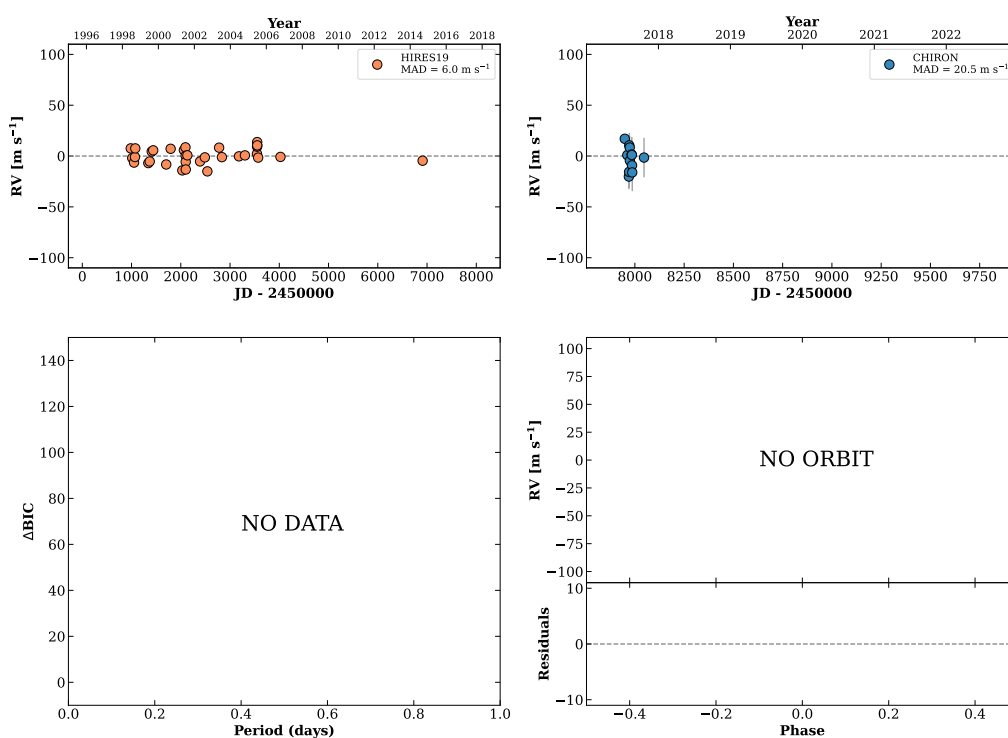 Year
1996 1998 2000 2002 2004 2006 2008 2010 2012 2014 2016 2018
HIRES19
MAD = 6.0 m s⁻¹
RV [m s⁻¹]
100
50
0
−50
−100
0 1000 2000 3000 4000 5000 6000 7000 8000
JD - 2450000
Year
2018 2019 2020 2021 2022
CHIRON
MAD = 20.5 m s⁻¹
RV [m s⁻¹]
100
50
0
−50
−100
8000 8250 8500 8750 9000 9250 9500 9750
JD - 2450000
ΔBIC
140
120
100
80
60
40
20
0
NO DATA
0.0 0.2 0.4 0.6 0.8 1.0
Period (days)
RV [m s⁻¹]
100
75
50
25
0
−25
−50
−75
−100
NO ORBIT
Residuals
10
0
−10
−0.4 −0.2 0.0 0.2 0.4
Phase